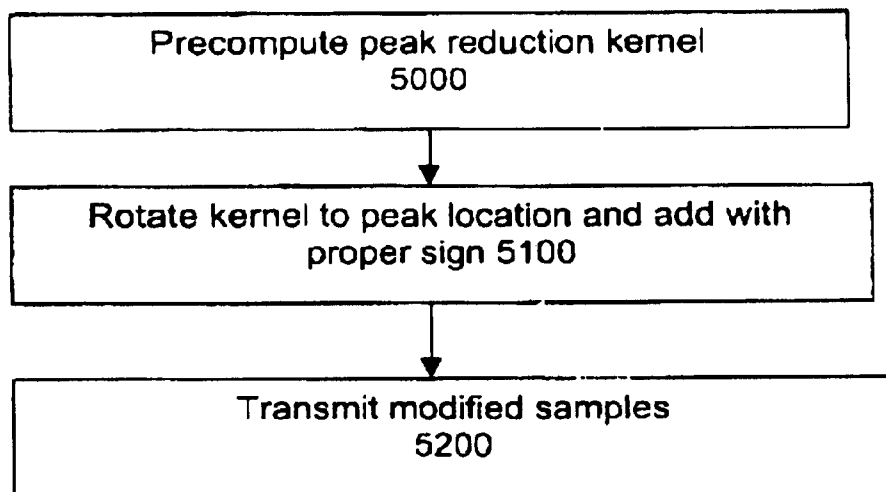 Precompute peak reduction kernel
5000
Rotate kernel to peak location and add with
proper sign 5100
Transmit modified samples
5200